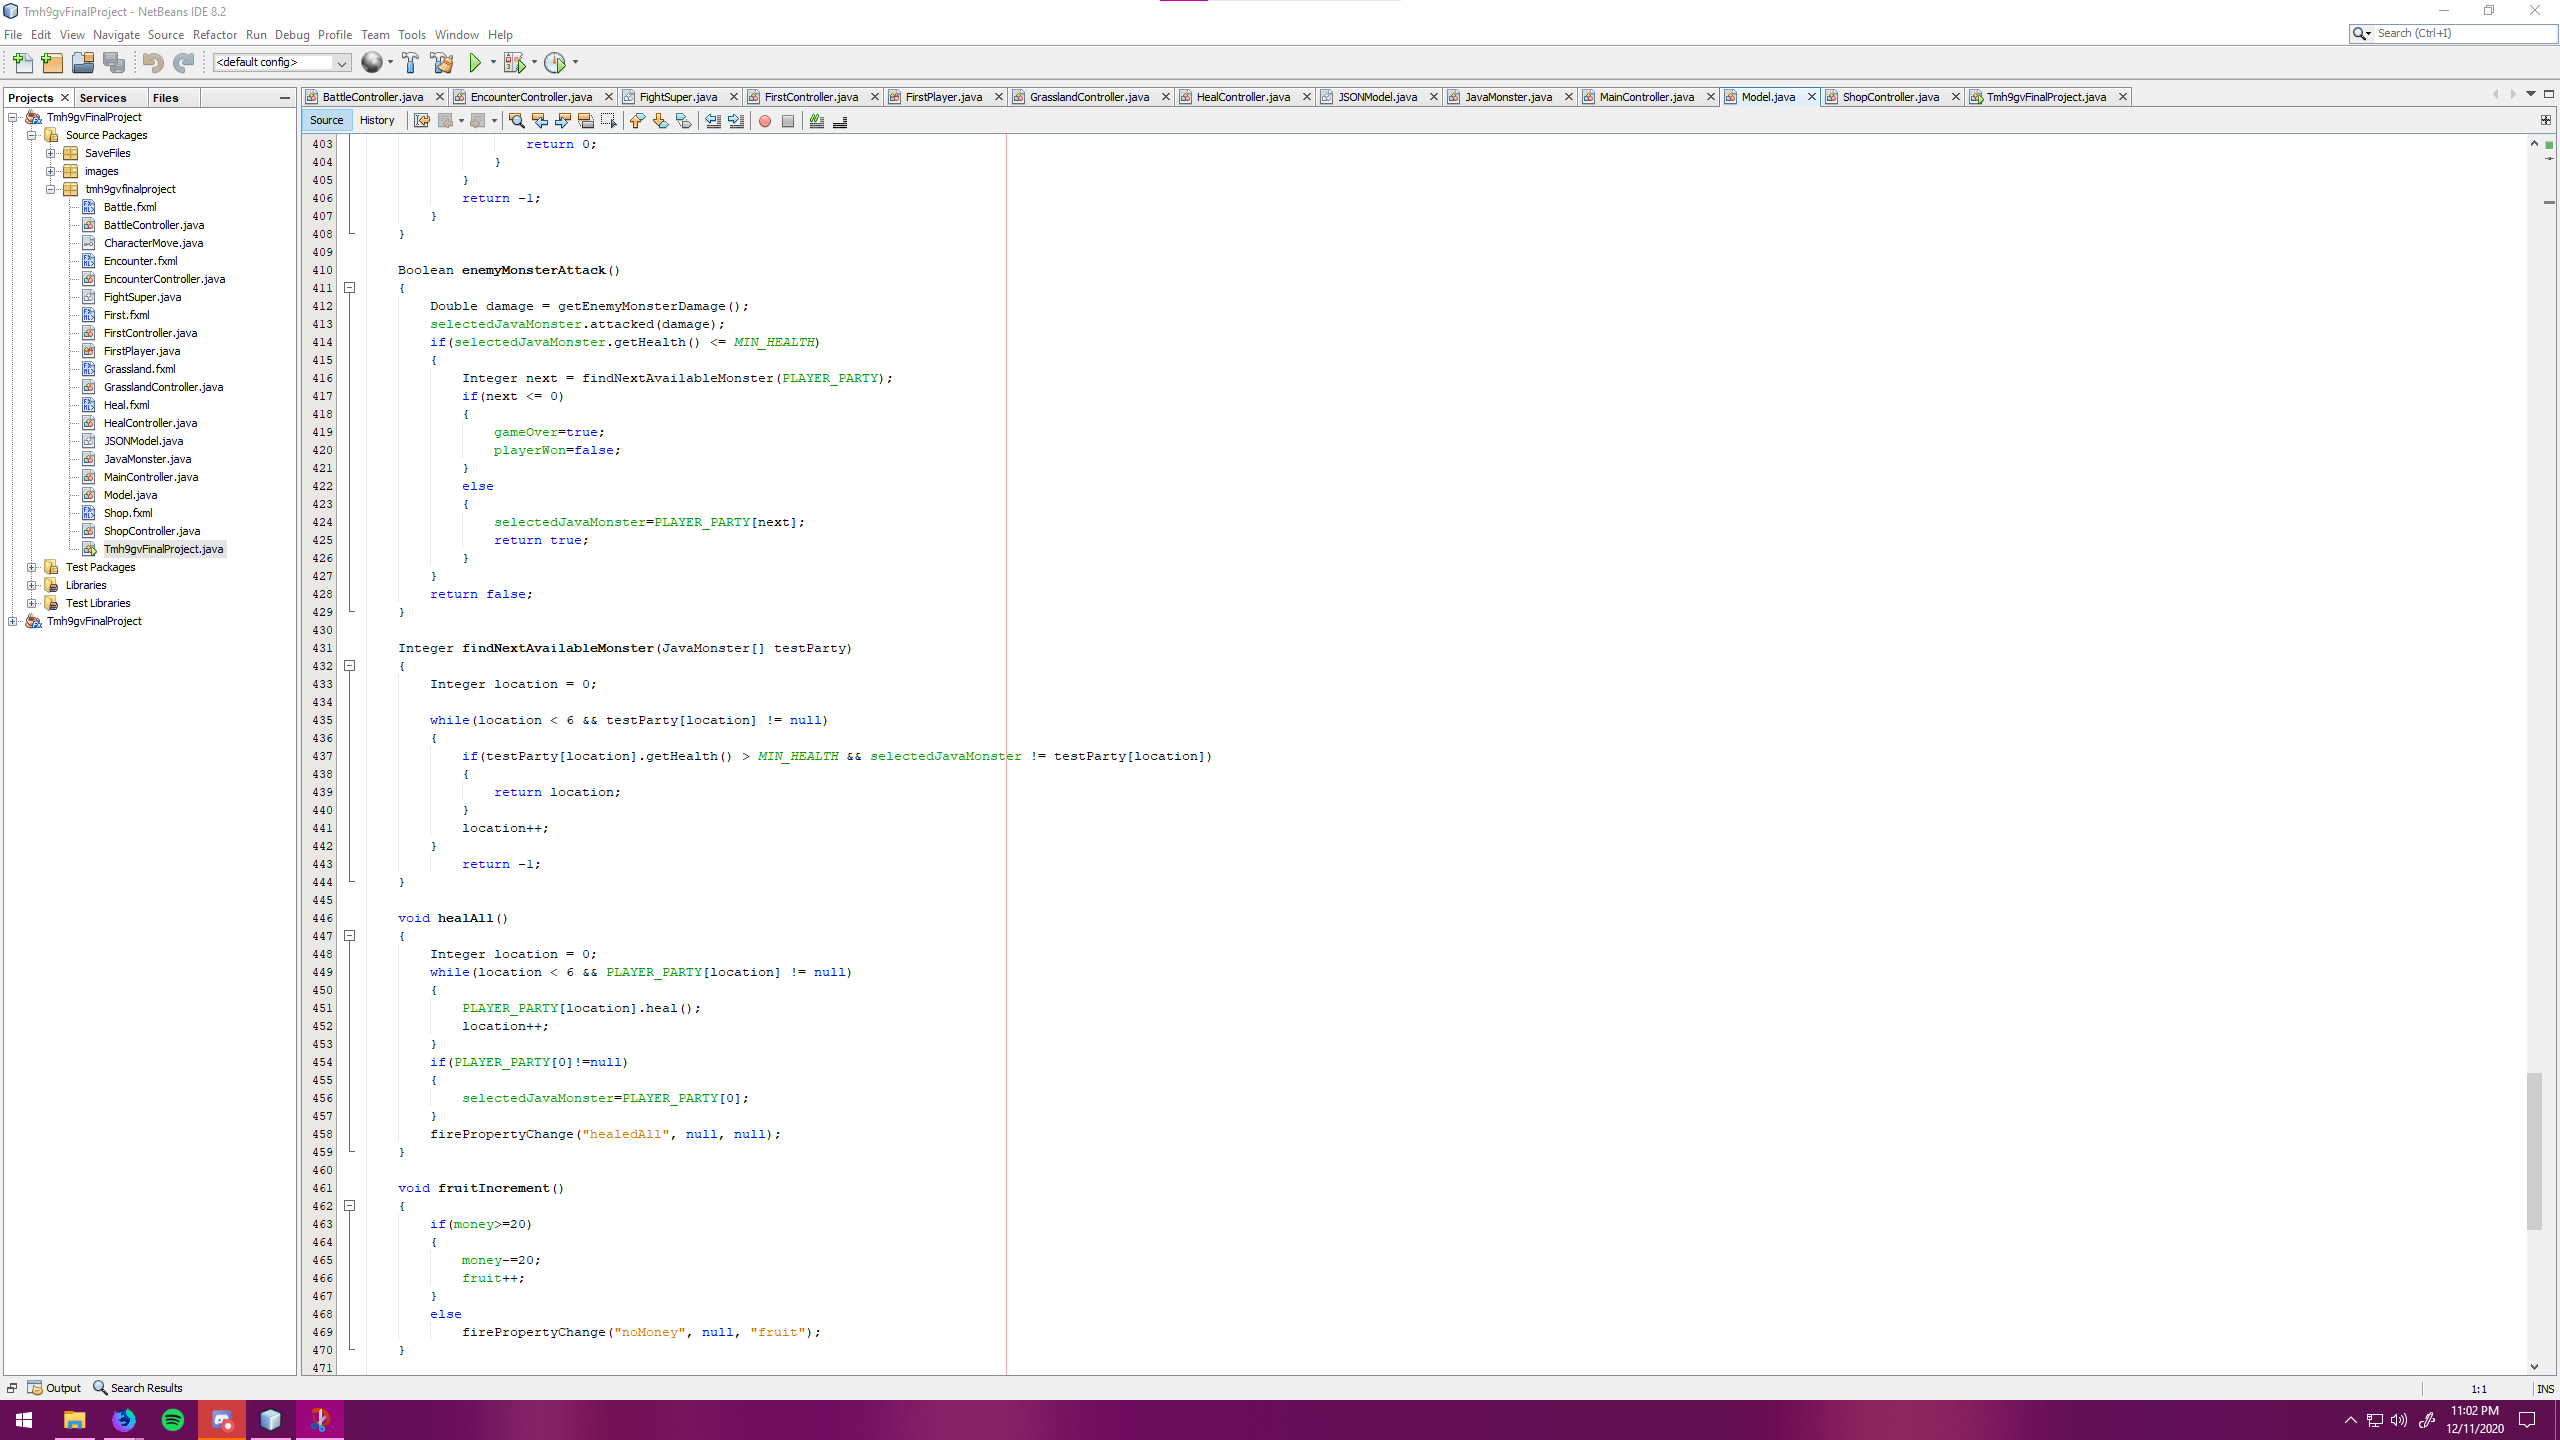 Tmh9gvFinalProject - NetBeans IDE 8.2
File Edit View Navigate Source Refactor Run Debug Profile Team Tools Window Help
Search (Ctrl+I)
<default config>
Projects Services Files
BattleController.java EncounterController.java FightSuper.java FirstController.java FirstPlayer.java GrasslandController.java HealController.java JSONModel.java JavaMonster.java MainController.java Model.java ShopController.java Tmh9gvFinalProject.java
Source History
Tmh9gvFinalProject
Source Packages
SaveFiles
images
tmh9gvfinalproject
Battle.fxml
BattleController.java
CharacterMove.java
Encounter.fxml
EncounterController.java
FightSuper.java
First.fxml
FirstController.java
FirstPlayer.java
Grassland.fxml
GrasslandController.java
Heal.fxml
HealController.java
JSONModel.java
JavaMonster.java
MainController.java
Model.java
Shop.fxml
ShopController.java
Tmh9gvFinalProject.java
Test Packages
Libraries
Test Libraries
Tmh9gvFinalProject
403 return 0;
404 }
405 }
406 return -1;
407 }
408 }
409
410 Boolean enemyMonsterAttack()
411 {
412 Double damage = getEnemyMonsterDamage();
413 selectedJavaMonster.attacked(damage);
414 if(selectedJavaMonster.getHealth() <= MIN_HEALTH)
415 {
416 Integer next = findNextAvailableMonster(PLAYER_PARTY);
417 if(next <= 0)
418 {
419 gameOver=true;
420 playerWon=false;
421 }
422 else
423 {
424 selectedJavaMonster=PLAYER_PARTY[next];
425 return true;
426 }
427 }
428 return false;
429 }
430
431 Integer findNextAvailableMonster(JavaMonster[] testParty)
432 {
433 Integer location = 0;
434
435 while(location < 6 && testParty[location] != null)
436 {
437 if(testParty[location].getHealth() > MIN_HEALTH && selectedJavaMonster != testParty[location])
438 {
439 return location;
440 }
441 location++;
442 }
443 return -1;
444 }
445
446 void healAll()
447 {
448 Integer location = 0;
449 while(location < 6 && PLAYER_PARTY[location] != null)
450 {
451 PLAYER_PARTY[location].heal();
452 location++;
453 }
454 if(PLAYER_PARTY[0]!=null)
455 {
456 selectedJavaMonster=PLAYER_PARTY[0];
457 }
458 firePropertyChange("healedAll", null, null);
459 }
460
461 void fruitIncrement()
462 {
463 if(money>=20)
464 {
465 money-=20;
466 fruit++;
467 }
468 else
469 firePropertyChange("noMoney", null, "fruit");
470 }
471
Output Search Results
1:1 INS
11:02 PM
12/11/2020